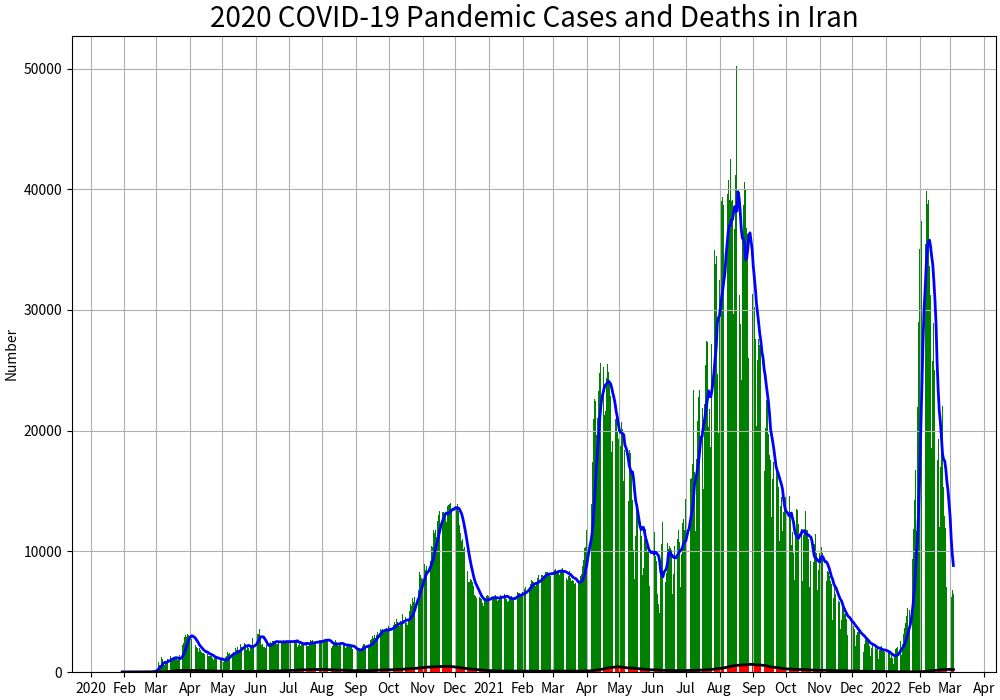 2020 COVID-19 Pandemic Cases and Deaths in Iran
50000
40000
30000
20000
10000
0
Number
2020 Feb Mar Apr May Jun Jul Aug Sep Oct Nov Dec 2021 Feb Mar Apr May Jun Jul Aug Sep Oct Nov Dec 2022 Feb Mar Apr